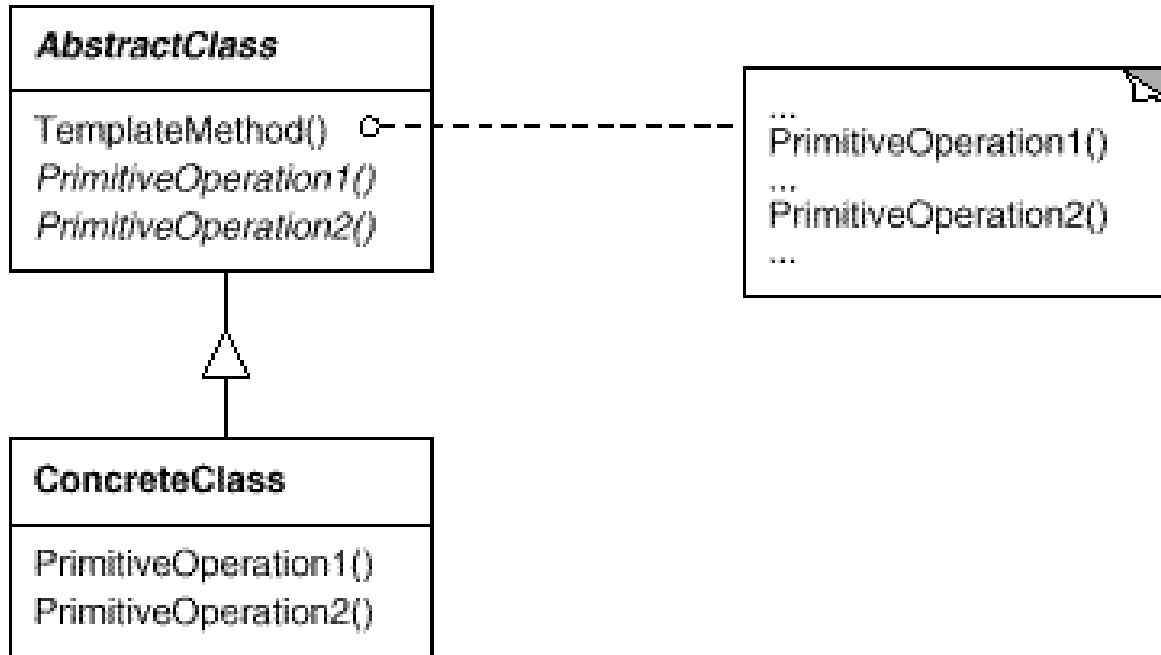 AbstractClass
TemplateMethod()
PrimitiveOperation1()
PrimitiveOperation2()
...
PrimitiveOperation1()
...
PrimitiveOperation2()
...
ConcreteClass
PrimitiveOperation1()
PrimitiveOperation2()